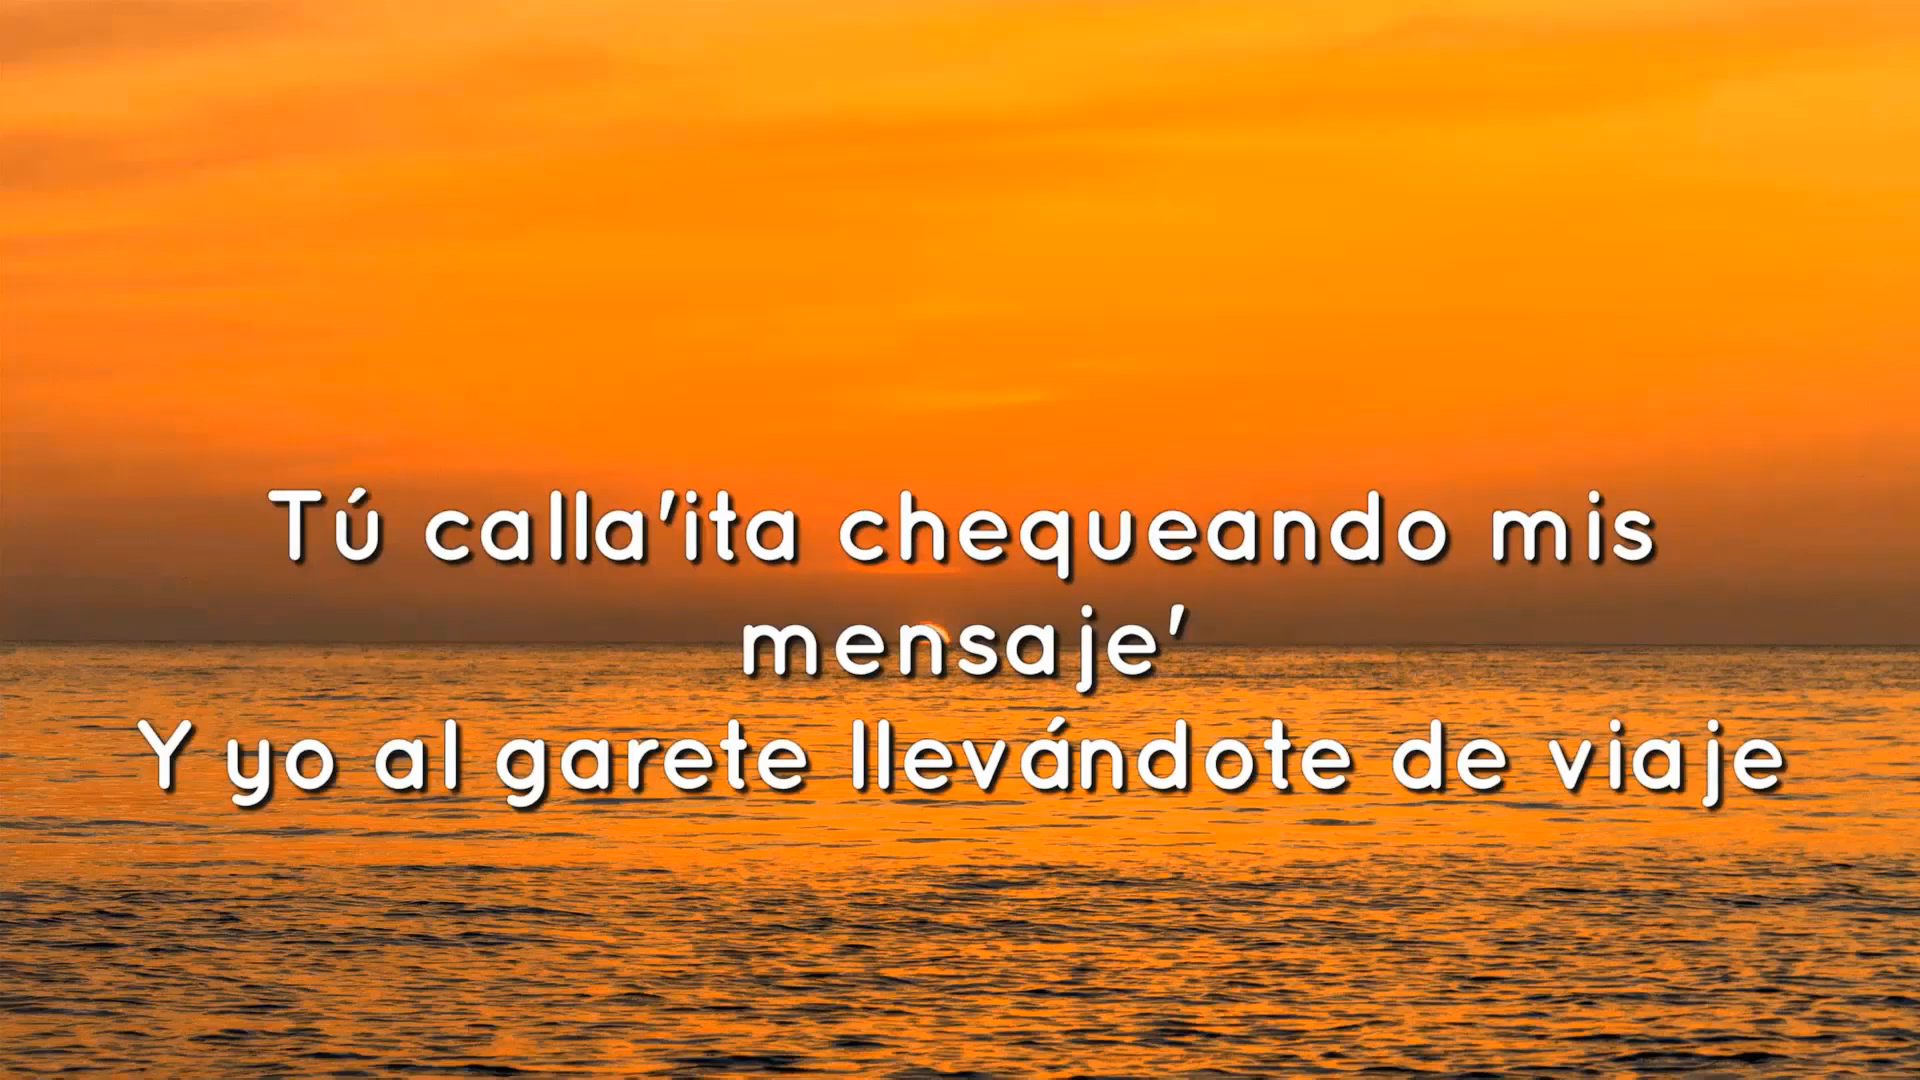 Tú calla'ita chequeando mis
mensaje'
Y yo al garete llevándote de viaje